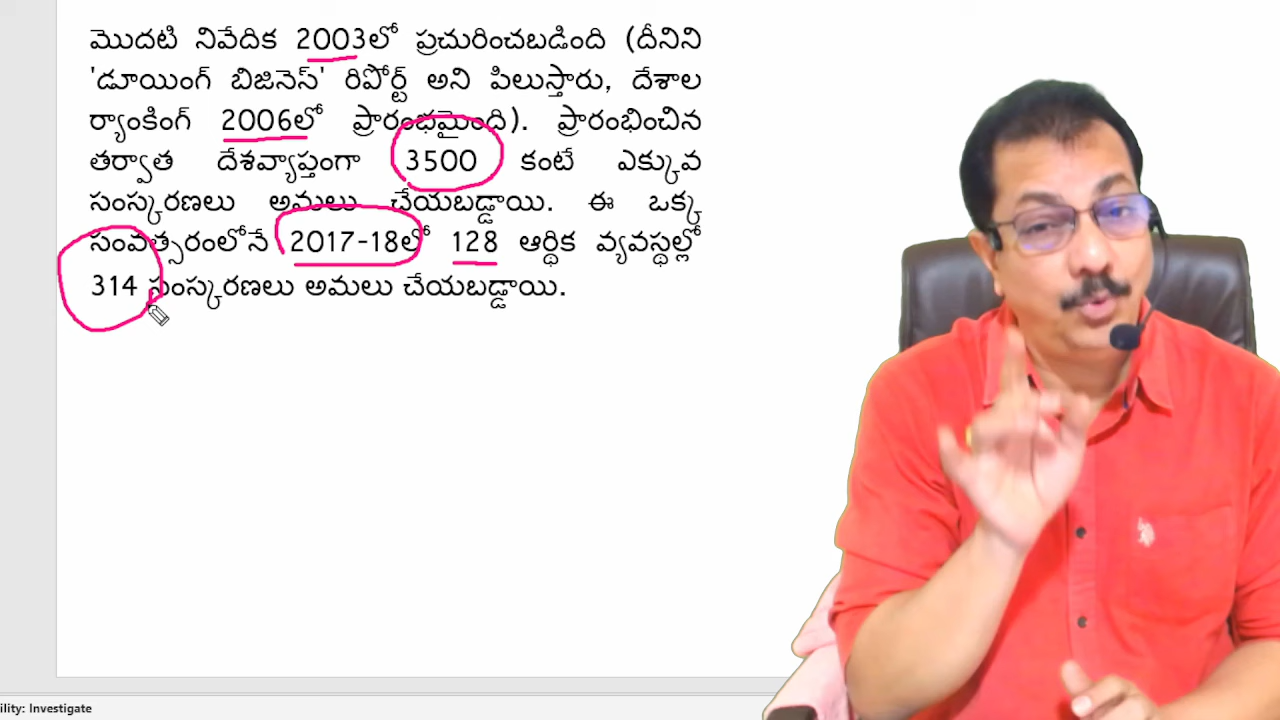 మొదటి నివేదిక 2003లో ప్రచురించబడింది (దీనిని
'డూయింగ్ బిజినెస్' రిపోర్ట్ అని పిలుస్తారు, దేశాల
ర్యాంకింగ్ 2006లో ప్రారంభమైంది). ప్రారంభించిన
తర్వాత దేశవ్యాప్తంగా 3500 కంటే ఎక్కువ
సంస్కరణలు అమలు చేయబడ్డాయి. ఈ ఒక్క
సంవత్సరంలోనే 2017-18లో 128 ఆర్థిక వ్యవస్థల్లో
314 సంస్కరణలు అమలు చేయబడ్డాయి.
ility: Investigate